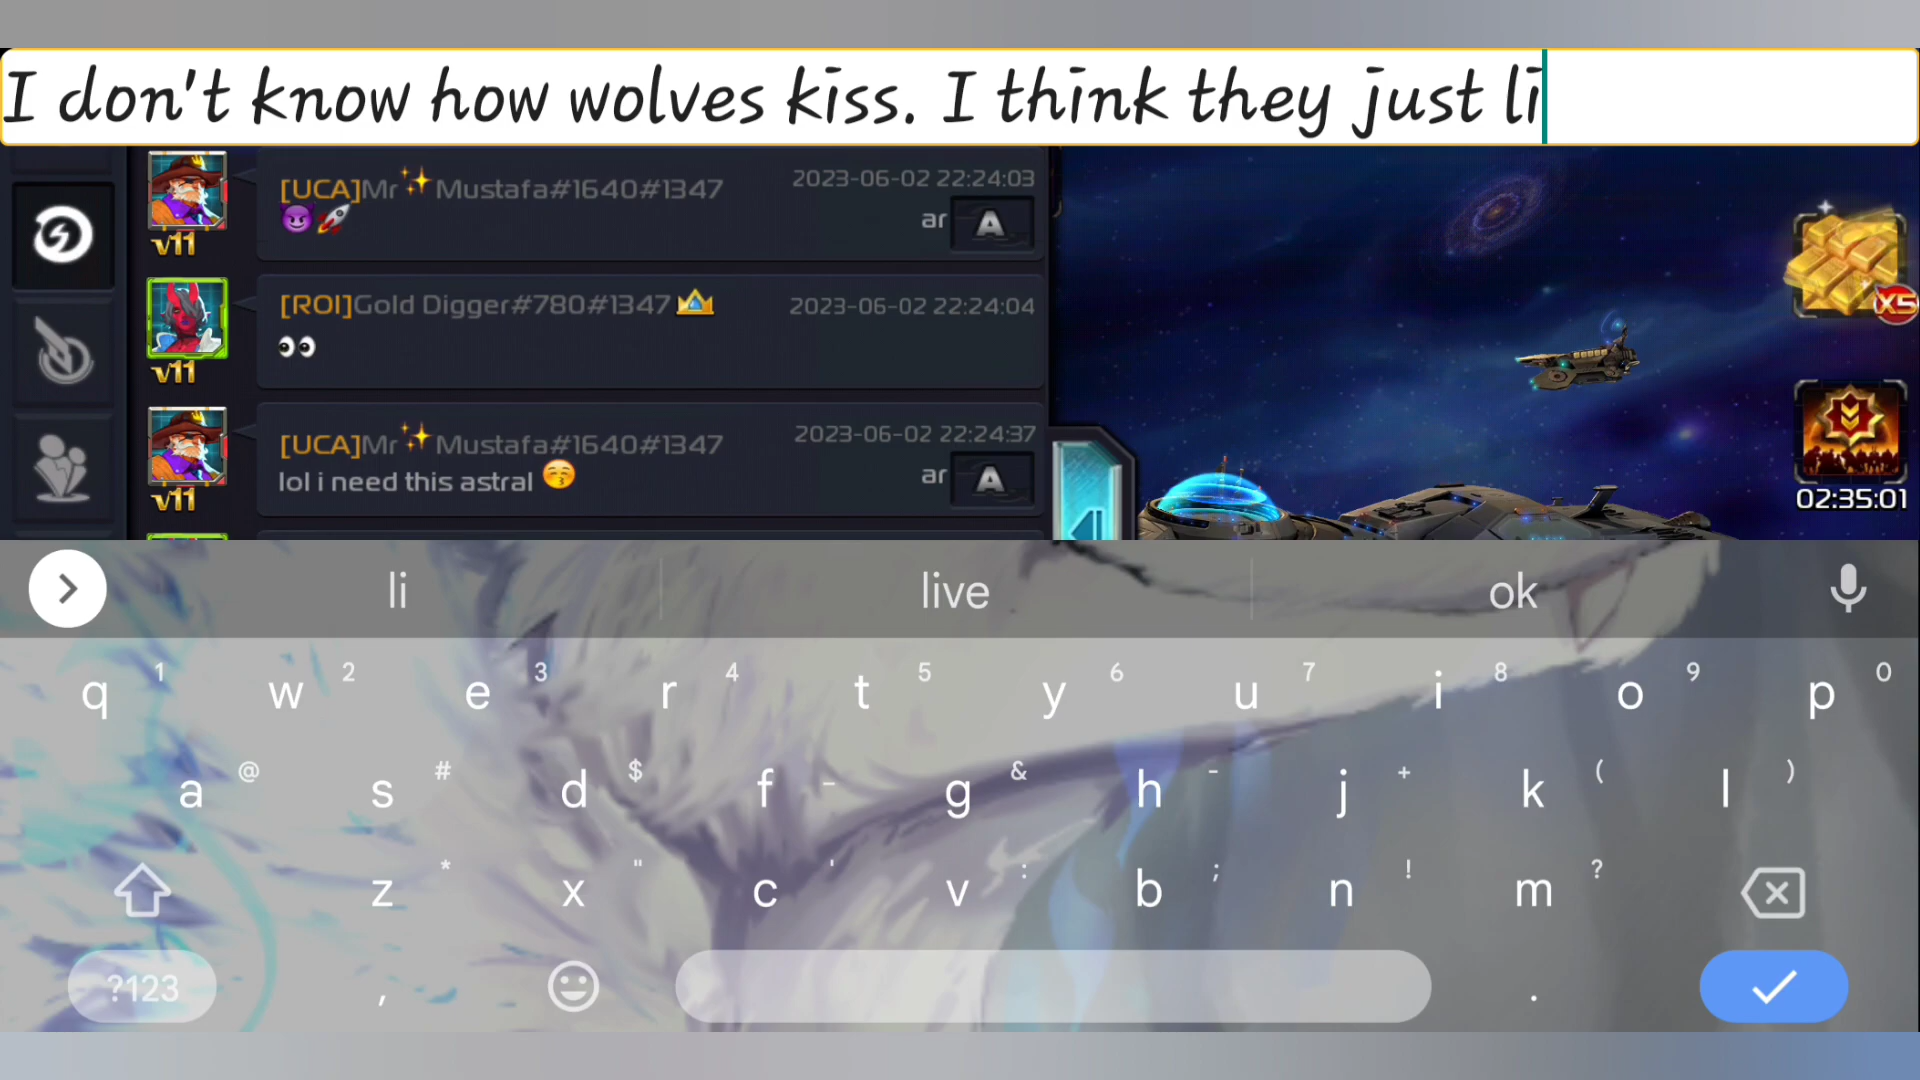 I don't know how wolves kiss. I think they just li
[UCA]Mr✨Mustafa#1640#1347 2023-06-02 22:24:03
😈🚀 ar A
v11
[ROI]Gold Digger#780#1347 2023-06-02 22:24:04
👀
v11
[UCA]Mr✨Mustafa#1640#1347 2023-06-02 22:24:37
lol i need this astral 😚 ar A
v11
X5
02:35:01
li live ok
q 1 w 2 e 3 r 4 t 5 y 6 u 7 i 8 o 9 p 0
a @ s # d $ f _ g & h - j + k ( l )
z * x " c ' v : b ; n ! m ?
?123 , .